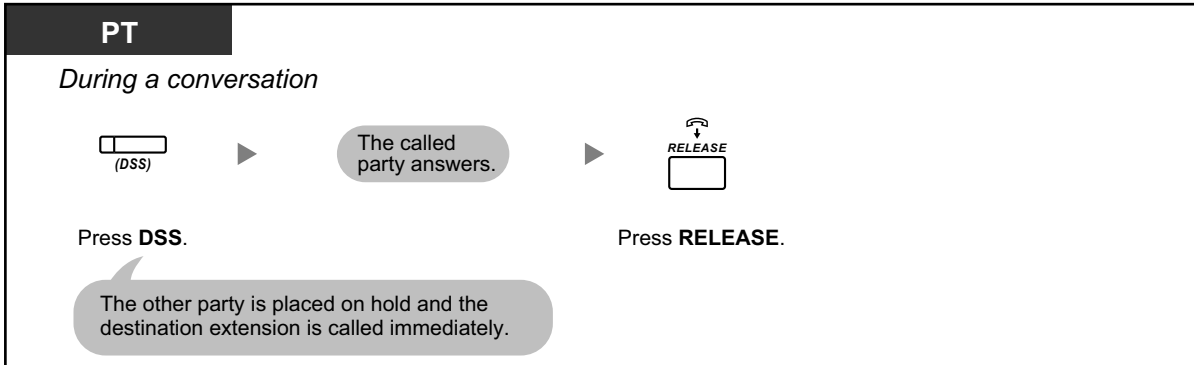 PT
During a conversation
(DSS)
The called
party answers.
RELEASE
Press DSS.
Press RELEASE.
The other party is placed on hold and the
destination extension is called immediately.